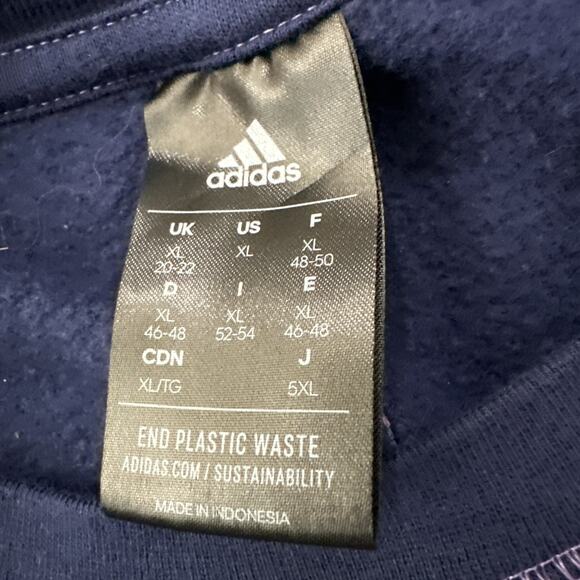 adidas
UK US F
XL XL XL
20-22 48-50
D I E
XL XL XL
46-48 52-54 46-48
CDN J
XL/TG 5XL
END PLASTIC WASTE
ADIDAS.COM / SUSTAINABILITY
MADE IN INDONESIA